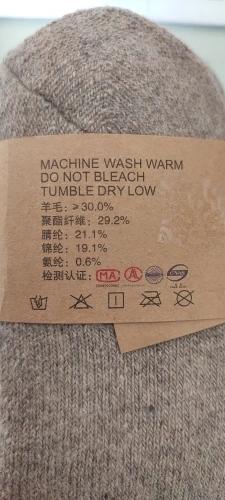 MACHINE WASH WARM
DO NOT BLEACH
TUMBLE DRY LOW
羊毛: ≥30.0%
聚酯纤维: 29.2%
腈纶: 21.1%
锦纶: 19.1%
氨纶: 0.6%
检测认证:
MA